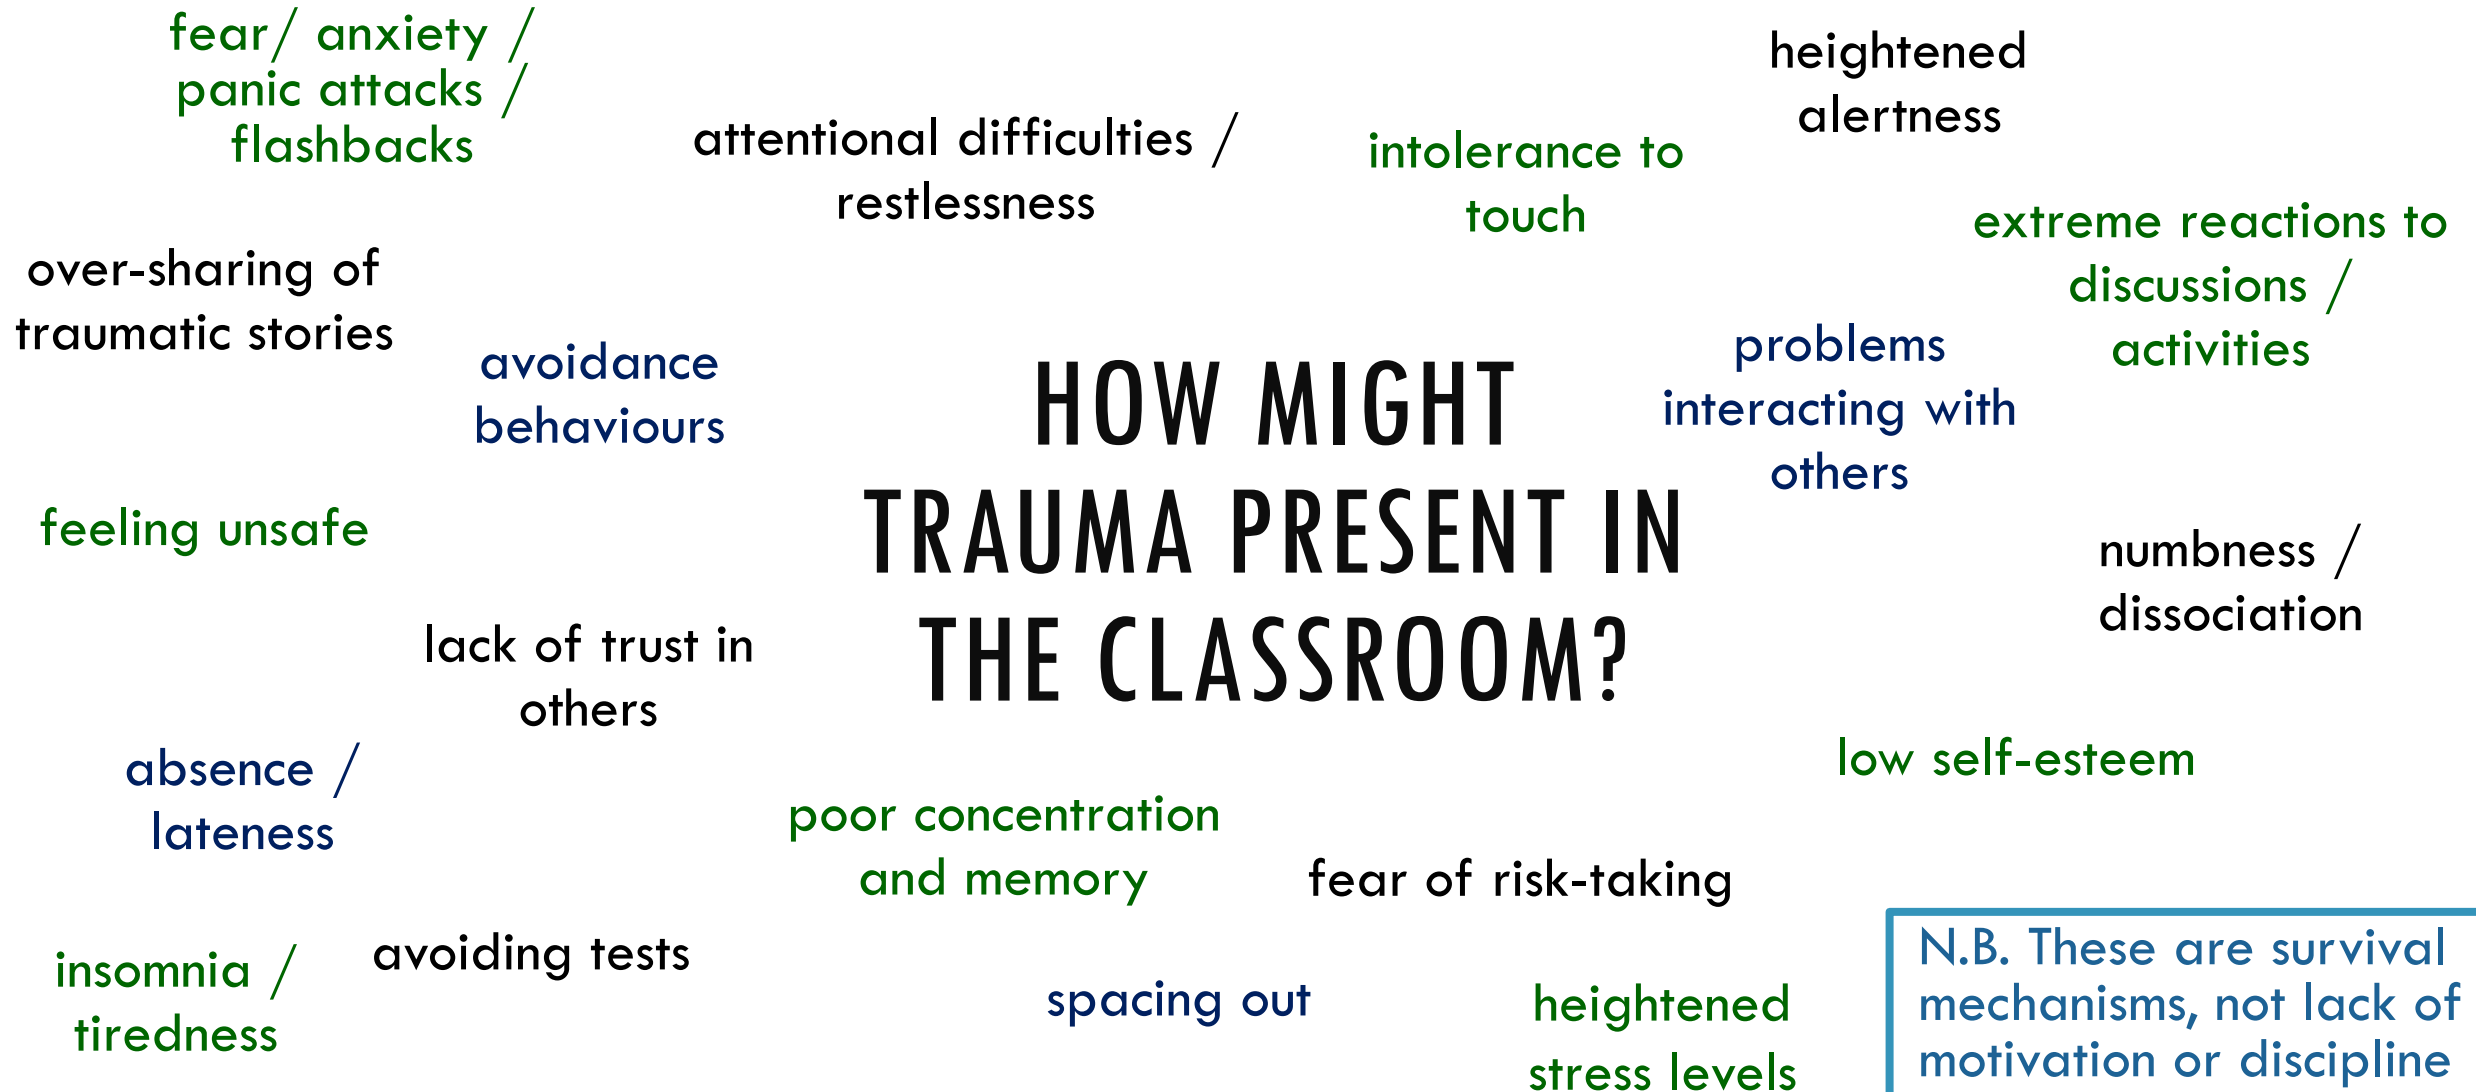 fear/ anxiety /
panic attacks /
flashbacks
attentional difficulties /
restlessness
intolerance to
touch
heightened
alertness
extreme reactions to
discussions /
activities
over-sharing of
traumatic stories
avoidance
behaviours
HOW MIGHT
TRAUMA PRESENT IN
THE CLASSROOM?
problems
interacting with
others
feeling unsafe
numbness /
dissociation
lack of trust in
others
absence /
lateness
low self-esteem
poor concentration
and memory
fear of risk-taking
insomnia /
tiredness
avoiding tests
spacing out
heightened
stress levels
N.B. These are survival
mechanisms, not lack of
motivation or discipline